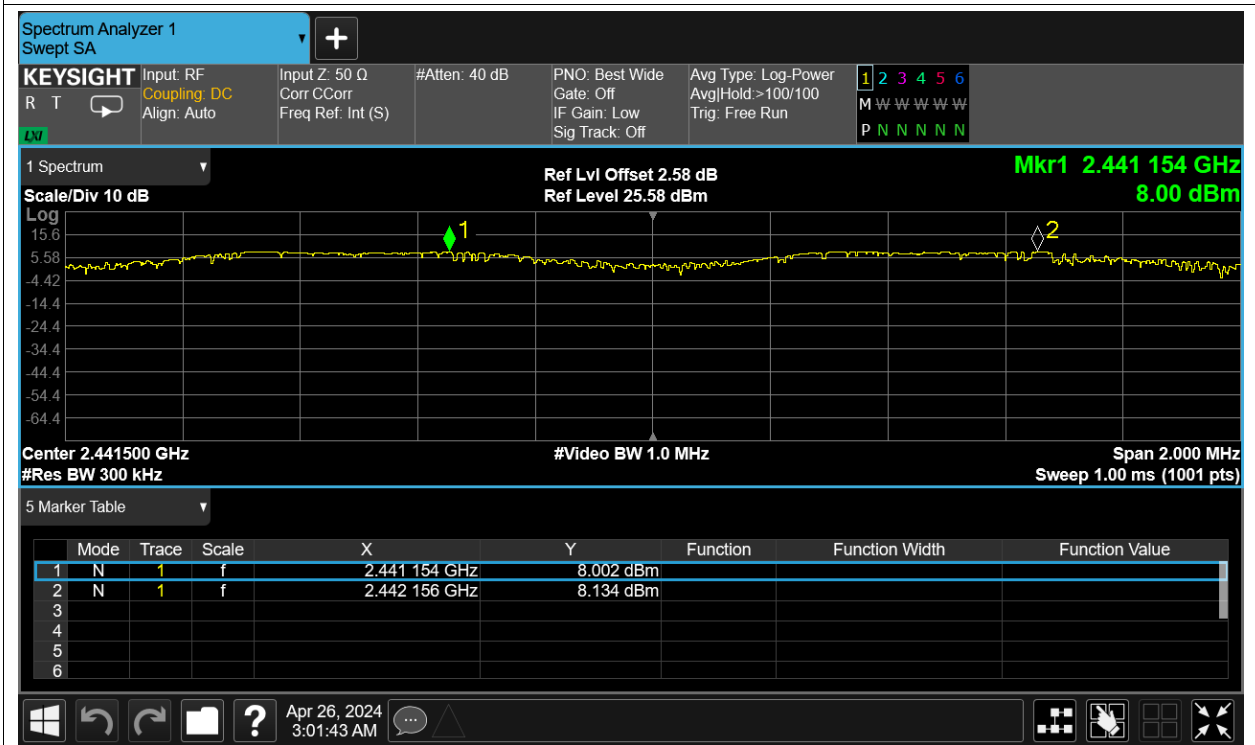 Spectrum Analyzer 1
Swept SA
KEYSIGHT
R T
LXI
Input: RF
Coupling: DC
Align: Auto
Input Z: 50 Ω
Corr CCorr
Freq Ref: Int (S)
#Atten: 40 dB
PNO: Best Wide
Gate: Off
IF Gain: Low
Sig Track: Off
Avg Type: Log-Power
Avg|Hold:>100/100
Trig: Free Run
1 2 3 4 5 6
M W W W W W
P N N N N N
1 Spectrum
Scale/Div 10 dB
Ref Lvl Offset 2.58 dB
Ref Level 25.58 dBm
Mkr1 2.441 154 GHz
8.00 dBm
Log
15.6
5.58
-4.42
-14.4
-24.4
-34.4
-44.4
-54.4
-64.4
1
2
Center 2.441500 GHz
#Video BW 1.0 MHz
Span 2.000 MHz
#Res BW 300 kHz
Sweep 1.00 ms (1001 pts)
5 Marker Table
Mode Trace Scale X Y Function Function Width Function Value
1 N 1 f 2.441 154 GHz 8.002 dBm
2 N 1 f 2.442 156 GHz 8.134 dBm
3
4
5
6
?
Apr 26, 2024
3:01:43 AM